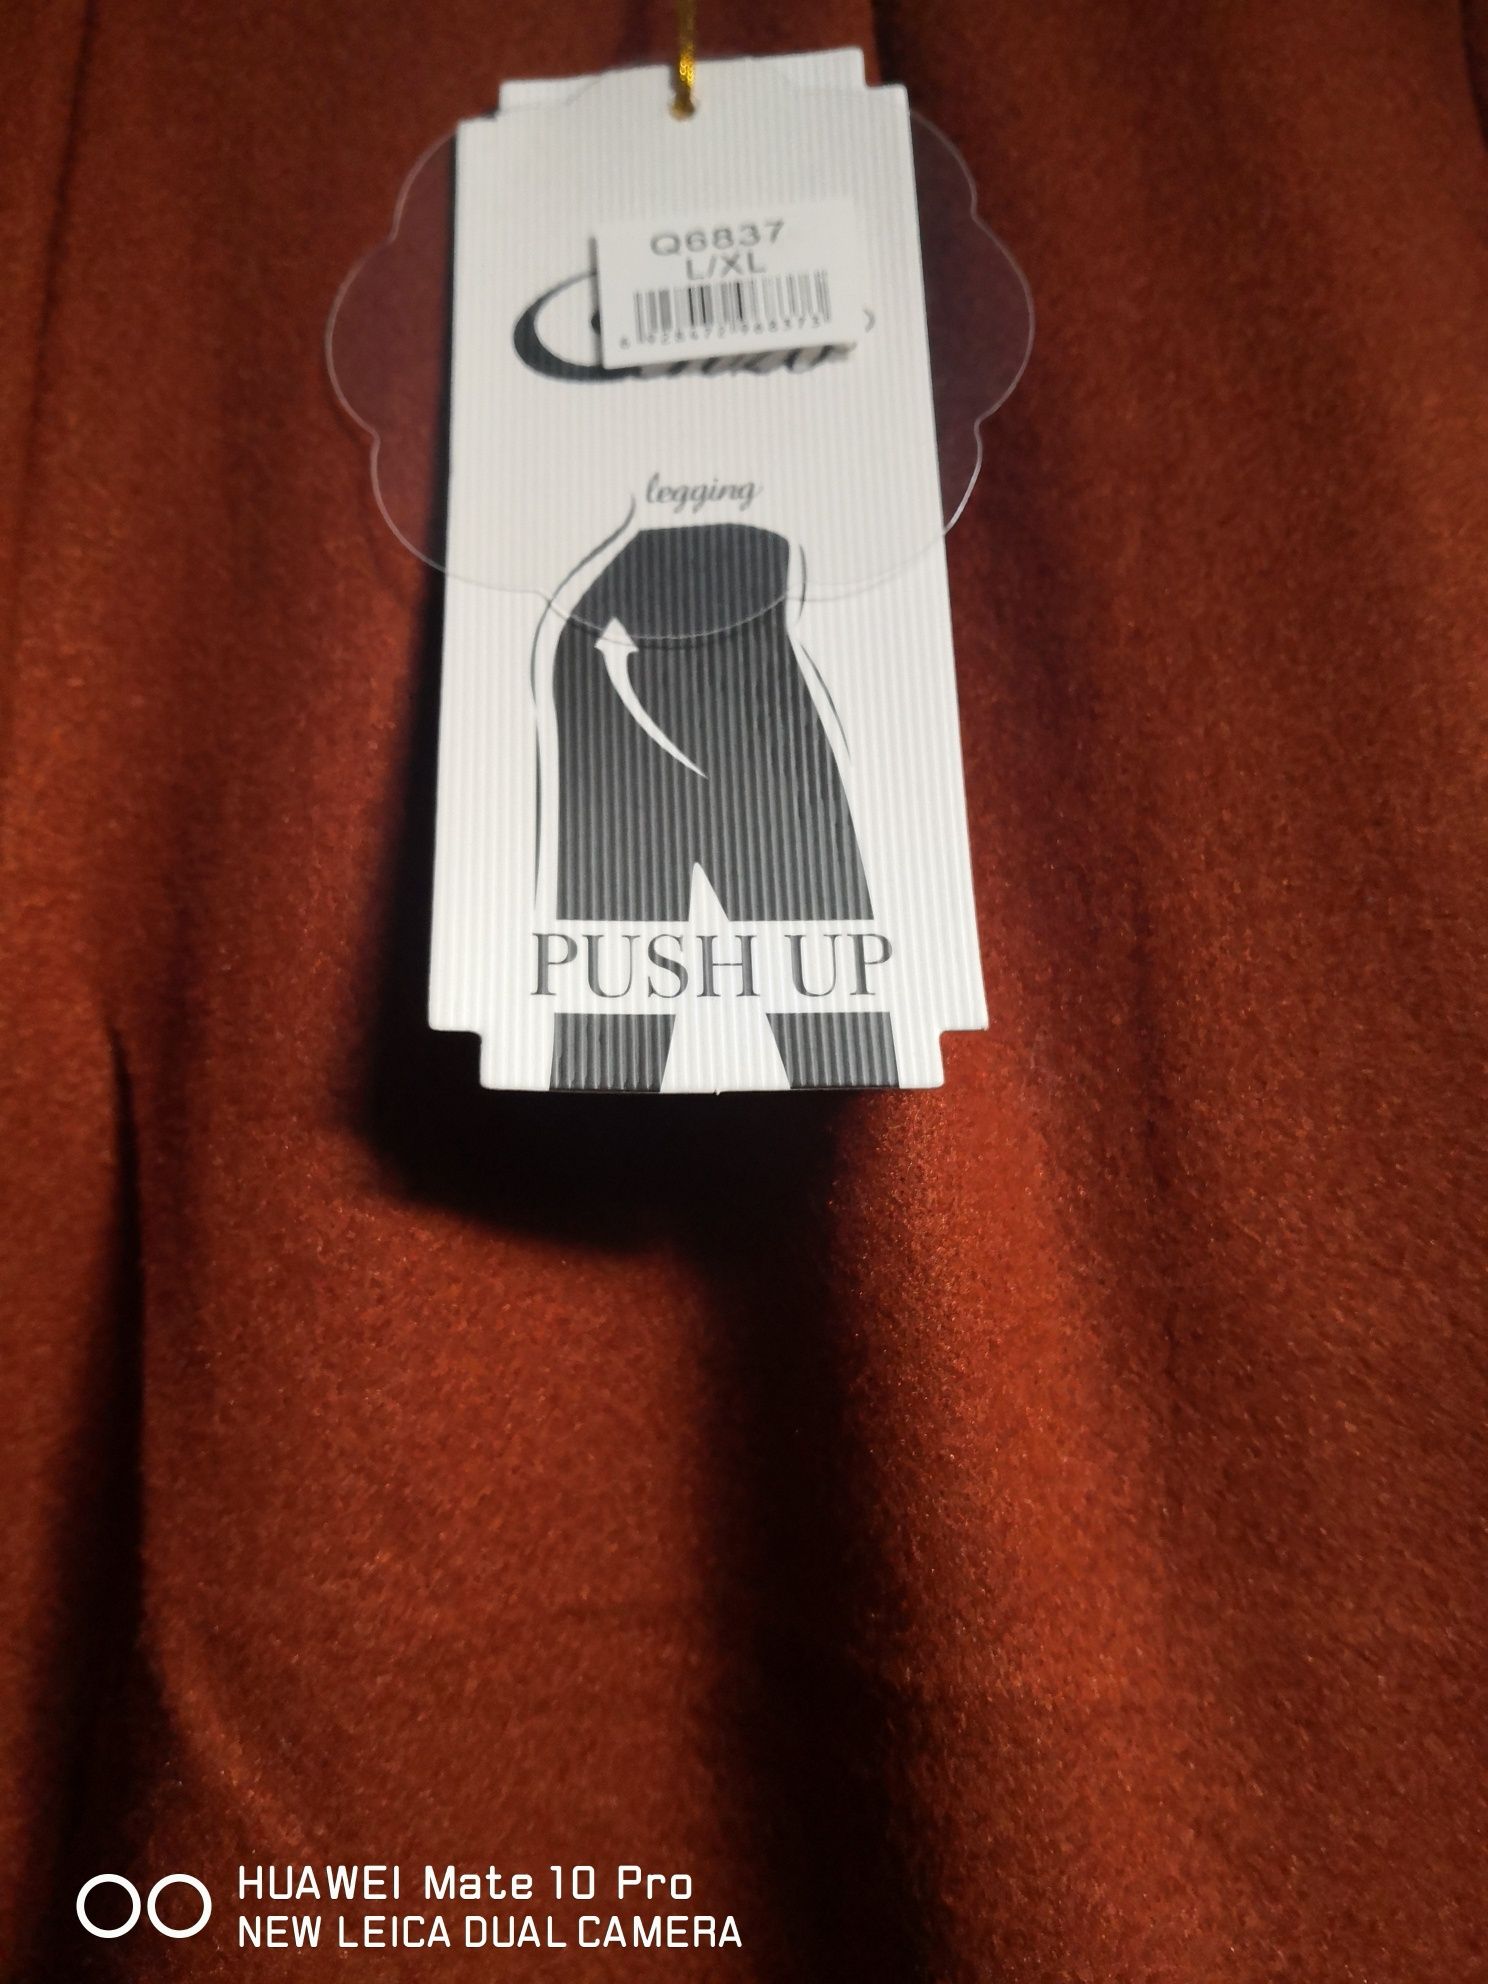 Q6837
L/XL
legging
PUSH UP
HUAWEI Mate 10 Pro
NEW LEICA DUAL CAMERA